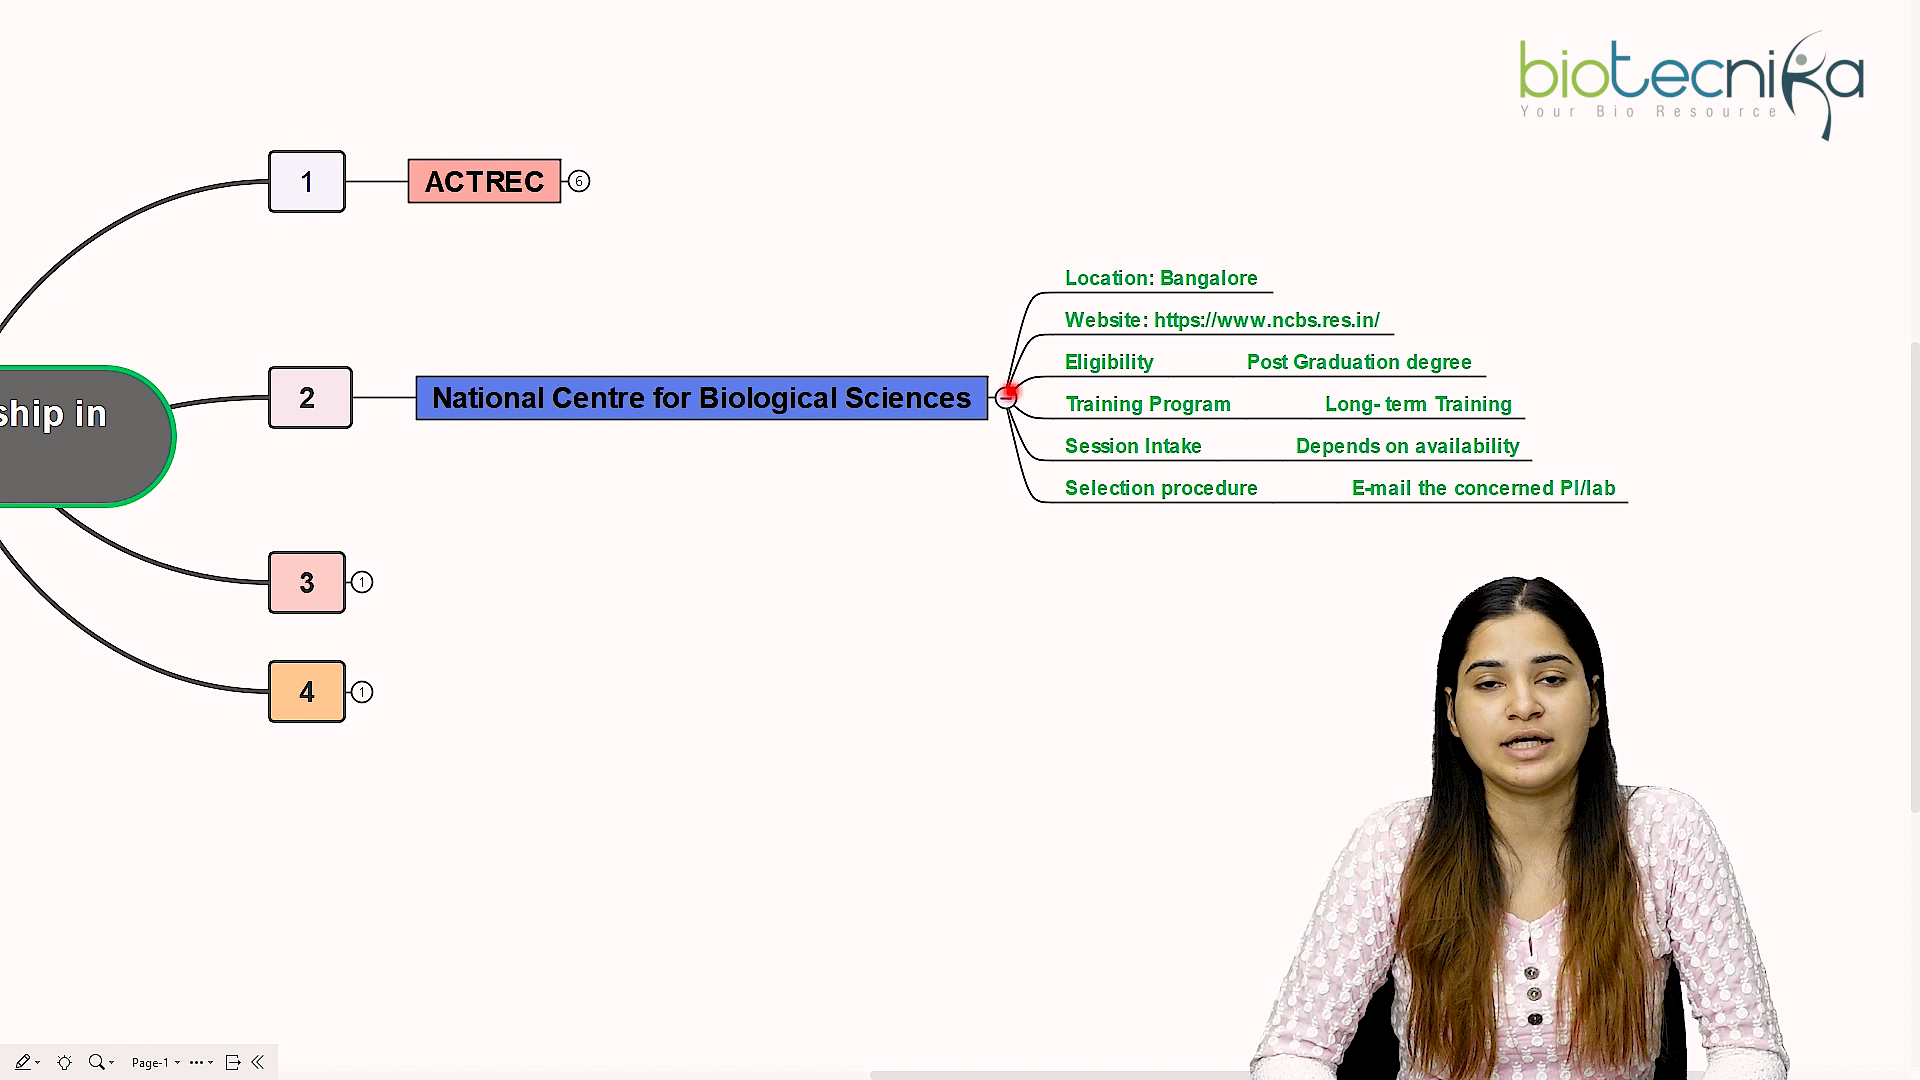 biotecnika
Your Bio Resource
1
ACTREC
6
Location: Bangalore
Website: https://www.ncbs.res.in/
Eligibility Post Graduation degree
2
National Centre for Biological Sciences
Training Program Long- term Training
Session Intake Depends on availability
Selection procedure E-mail the concerned PI/lab
ship in
3
1
4
1
Page-1